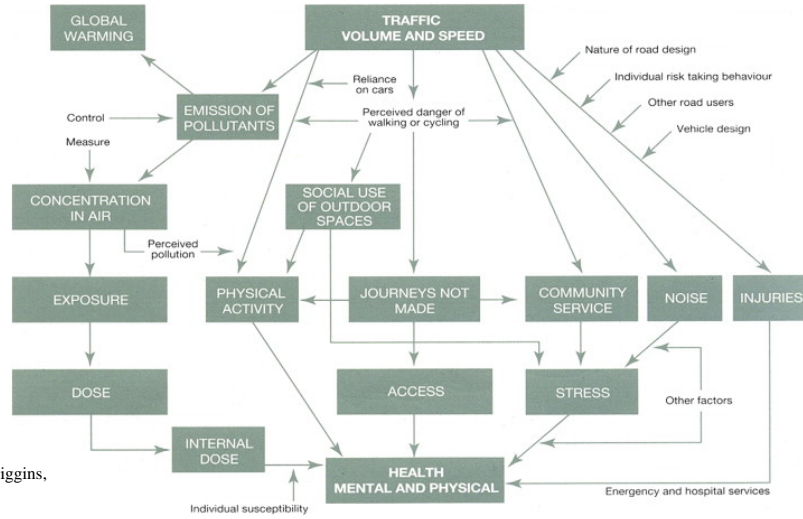 GLOBAL
WARMING
TRAFFIC
VOLUME AND SPEED
Nature of road design
Individual risk taking behaviour
Other road users
Vehicle design
Reliance
on cars
Control
EMISSION OF
POLLUTANTS
Perceived danger of
walking or cycling
Measure
CONCENTRATION
IN AIR
SOCIAL USE
OF OUTDOOR
SPACES
Perceived
pollution
EXPOSURE
PHYSICAL
ACTIVITY
JOURNEYS NOT
MADE
COMMUNITY
SERVICE
NOISE
INJURIES
DOSE
ACCESS
STRESS
Other factors
INTERNAL
DOSE
iggins,
HEALTH
MENTAL AND PHYSICAL
Energency and hospital services
Individual susceptibility